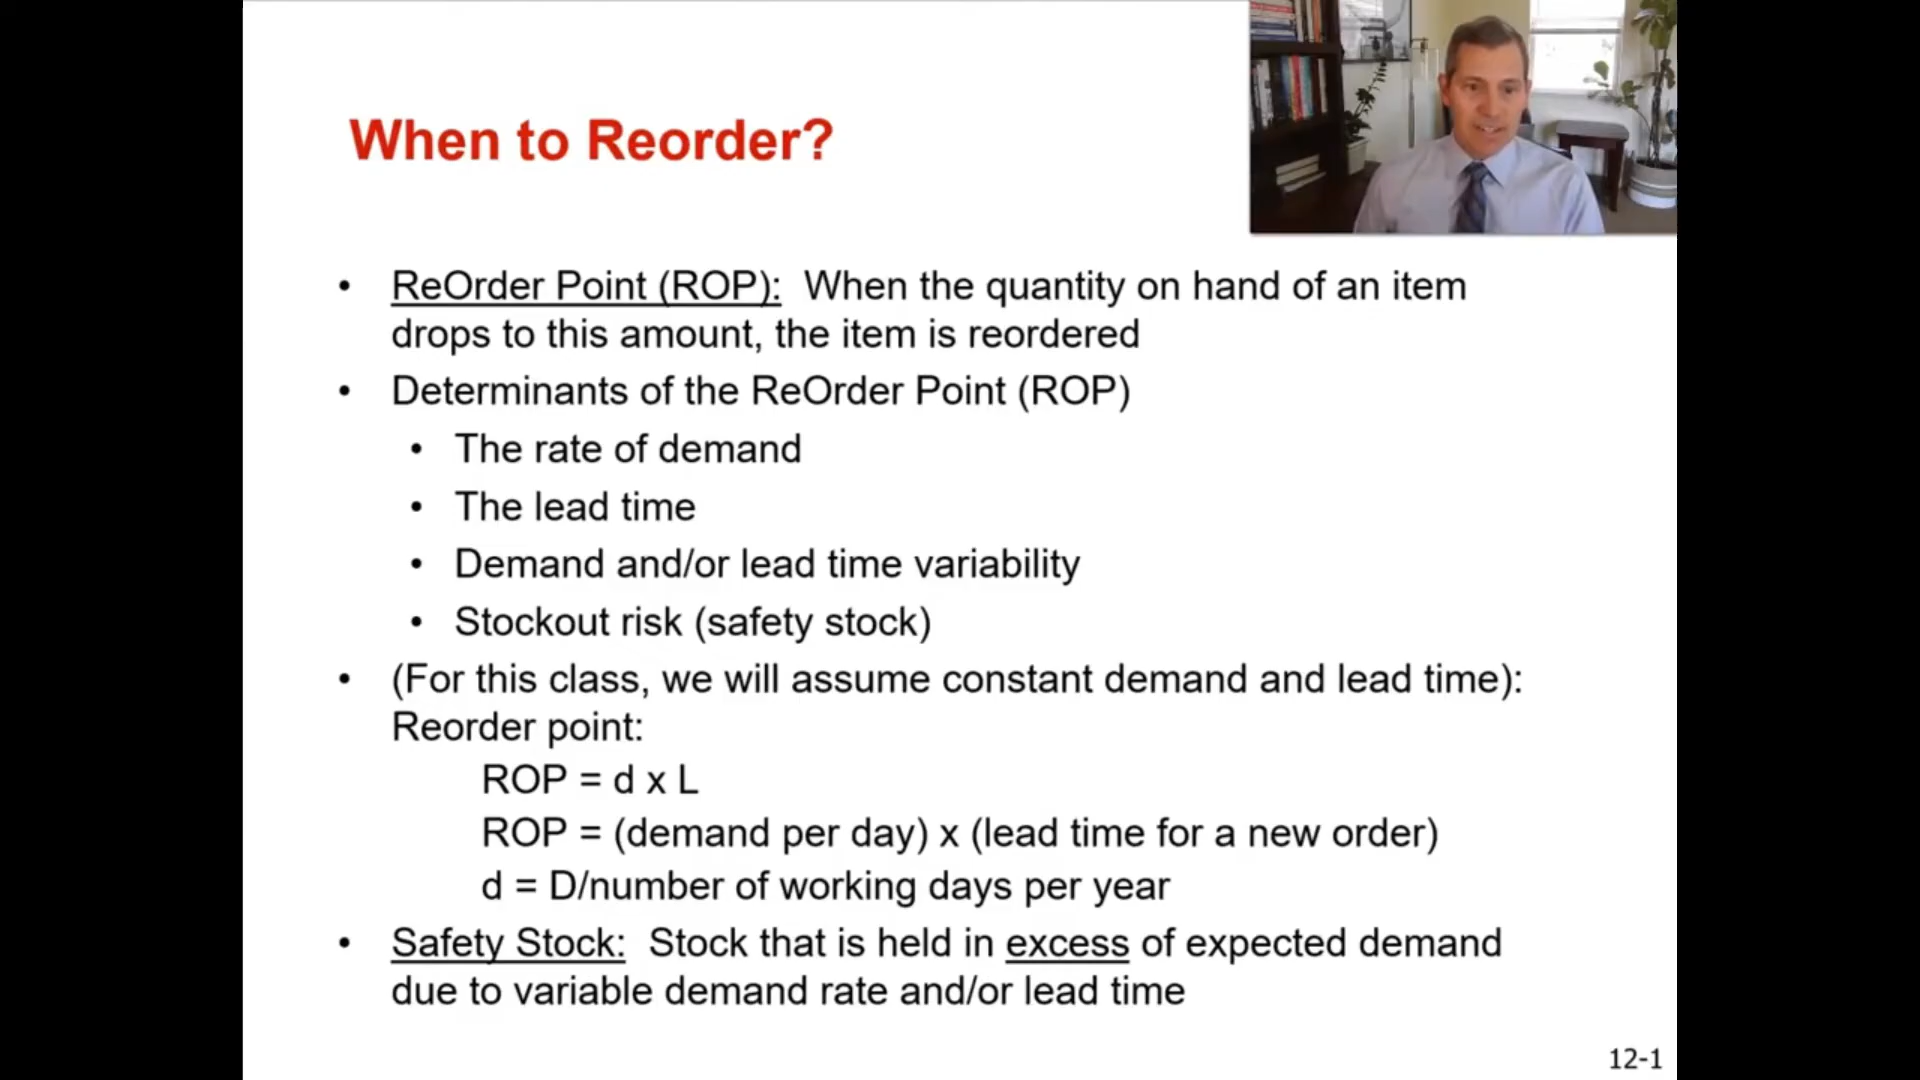 When to Reorder?
• ReOrder Point (ROP): When the quantity on hand of an item
drops to this amount, the item is reordered
• Determinants of the ReOrder Point (ROP)
• The rate of demand
• The lead time
• Demand and/or lead time variability
• Stockout risk (safety stock)
• (For this class, we will assume constant demand and lead time):
Reorder point:
ROP = d x L
ROP = (demand per day) x (lead time for a new order)
d = D/number of working days per year
• Safety Stock: Stock that is held in excess of expected demand
due to variable demand rate and/or lead time
12-1